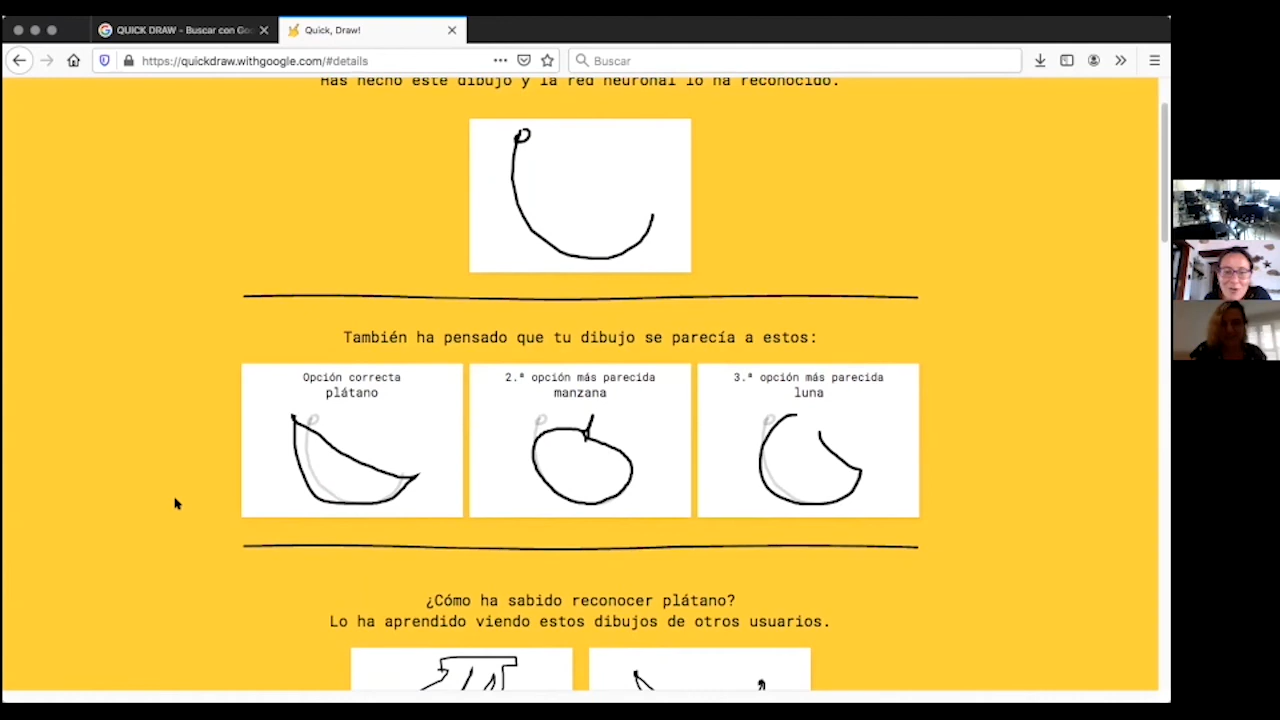 QUICK DRAW - Buscar con Goo
Quick, Draw!
https://quickdraw.withgoogle.com/#details
Buscar
Has hecho este dibujo y la red neuronal lo ha reconocido.
También ha pensado que tu dibujo se parecía a estos:
Opción correcta
plátano
2.ª opción más parecida
manzana
3.ª opción más parecida
luna
¿Cómo ha sabido reconocer plátano?
Lo ha aprendido viendo estos dibujos de otros usuarios.